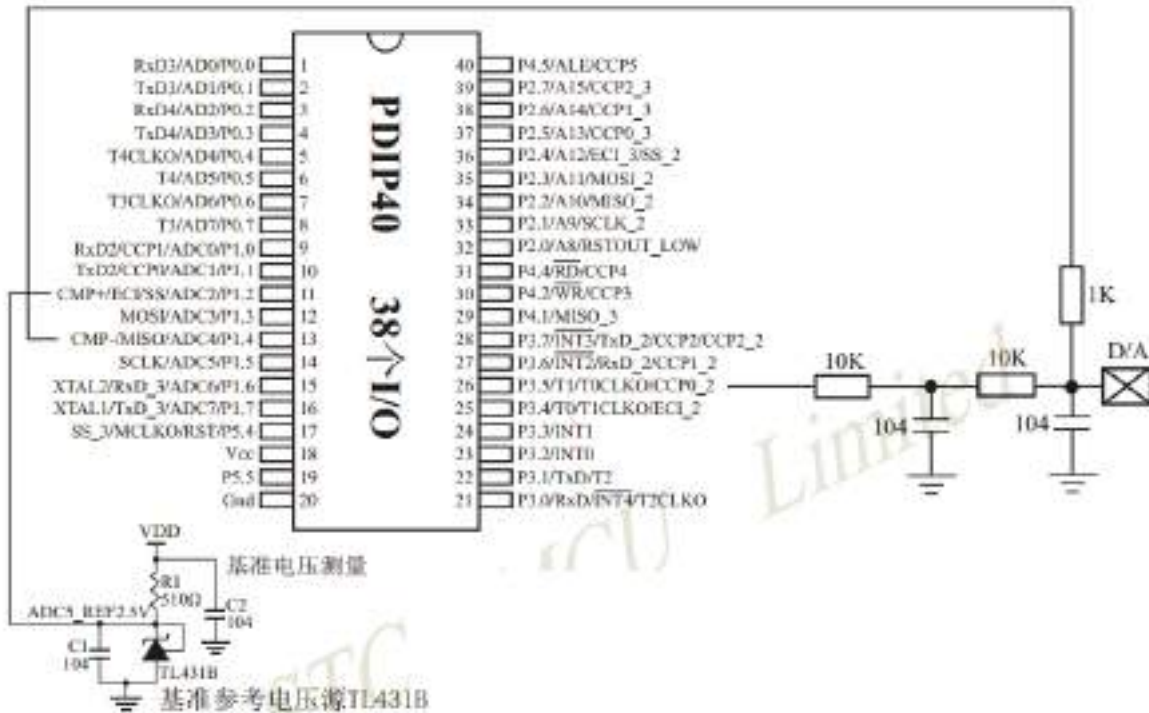 RxD3/AD0/P0.0 1
TxD3/AD1/P0.1 2
RxD4/AD2/P0.2 3
TxD4/AD3/P0.3 4
T4CLKO/AD4/P0.4 5
T4/AD5/P0.5 6
T3CLKO/AD6/P0.6 7
T3/AD7/P0.7 8
RxD2/CCP1/ADC0/P1.0 9
TxD2/CCP0/ADC1/P1.1 10
CMP+/ECI/SS/ADC2/P1.2 11
MOSI/ADC3/P1.3 12
CMP-/MISO/ADC4/P1.4 13
SCLK/ADC5/P1.5 14
XTAL2/RxD_3/ADC6/P1.6 15
XTAL1/TxD_3/ADC7/P1.7 16
SS_3/MCLKO/RST/P5.4 17
Vcc 18
P5.5 19
Gnd 20
PDIP40 38个I/O
40 P4.5/ALE/CCP5
39 P2.7/A15/CCP2_3
38 P2.6/A14/CCP1_3
37 P2.5/A13/CCP0_3
36 P2.4/A12/ECI_3/SS_2
35 P2.3/A11/MOSI_2
34 P2.2/A10/MISO_2
33 P2.1/A9/SCLK_2
32 P2.0/A8/RSTOUT_LOW
31 P4.4/RD/CCP4
30 P4.2/WR/CCP3
29 P4.1/MISO_3
28 P3.7/INT3/TxD_2/CCP2/CCP2_2
27 P3.6/INT2/RxD_2/CCP1_2
26 P3.5/T1/T0CLKO/CCP0_2
25 P3.4/T0/T1CLKO/ECI_2
24 P3.3/INT1
23 P3.2/INT0
22 P3.1/TxD/T2
21 P3.0/RxD/INT4/T2CLKO
1K
10K
10K
D/A
104
104
VDD
基准电压测量
R1
510Ω
C2
104
ADC5_REF2.5V
C1
104
TL431B
基准参考电压源TL431B
STC MCU Limited